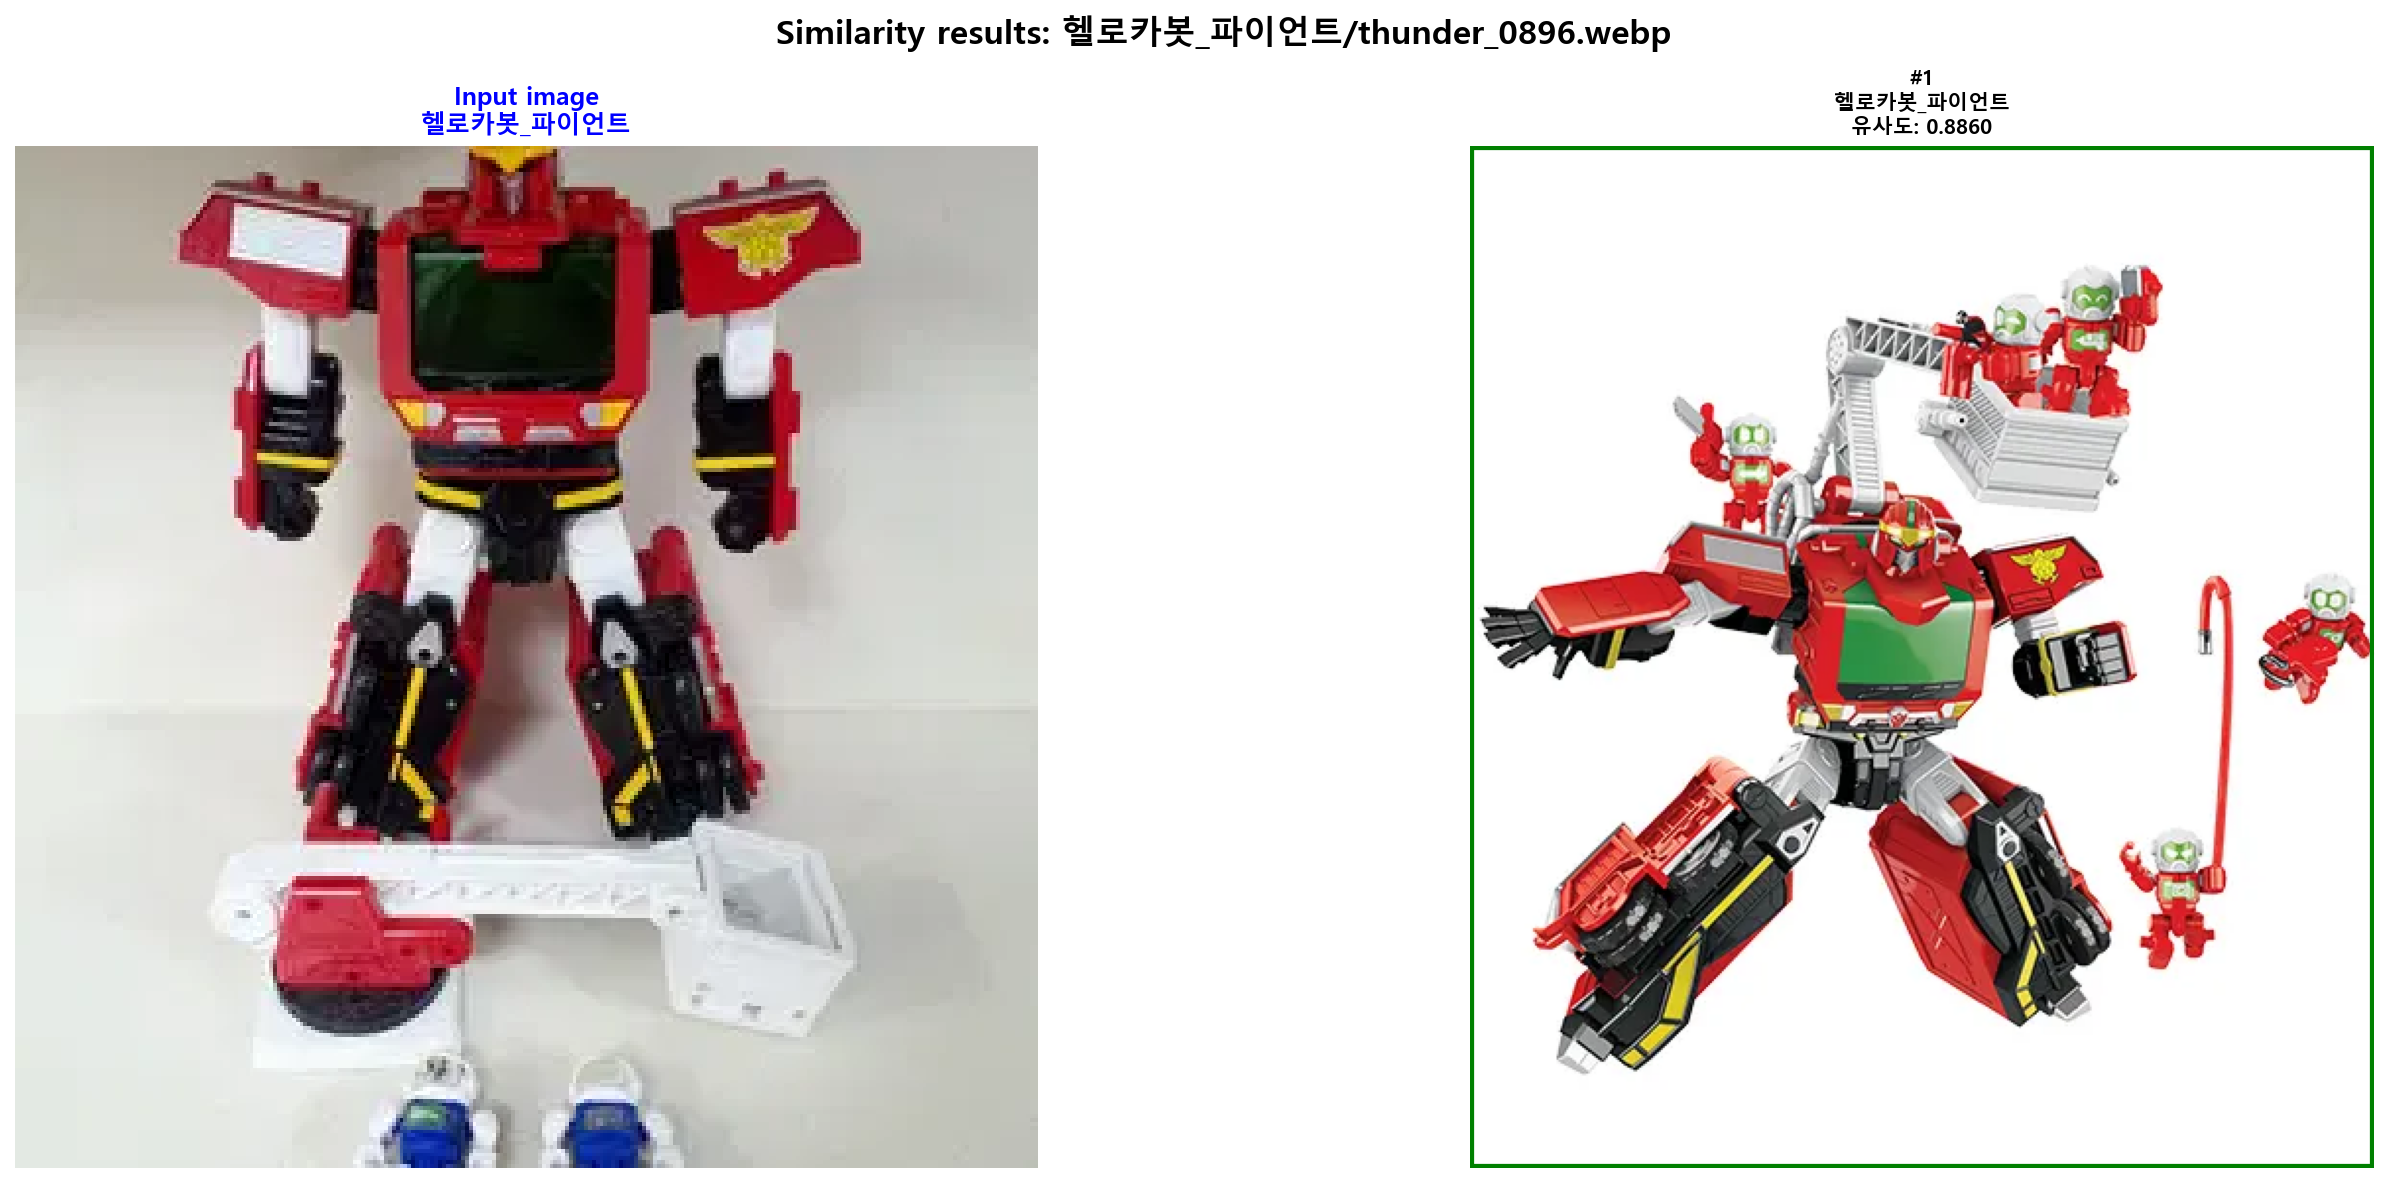 Similarity results: 헬로카봇_파이언트/thunder_0896.webp
Input image
헬로카봇_파이언트
#1
헬로카봇_파이언트
유사도: 0.8860